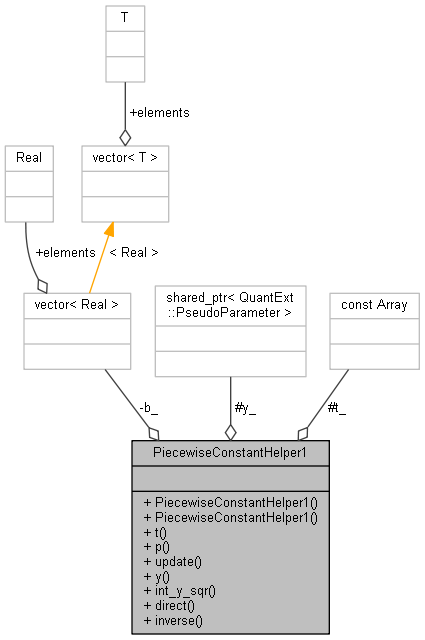 T
+elements
Real
vector< T >
+elements
< Real >
vector< Real >
shared_ptr< QuantExt
::PseudoParameter >
const Array
-b_
#y_
#t_
PiecewiseConstantHelper1
+ PiecewiseConstantHelper1()
+ PiecewiseConstantHelper1()
+ t()
+ p()
+ update()
+ y()
+ int_y_sqr()
+ direct()
+ inverse()